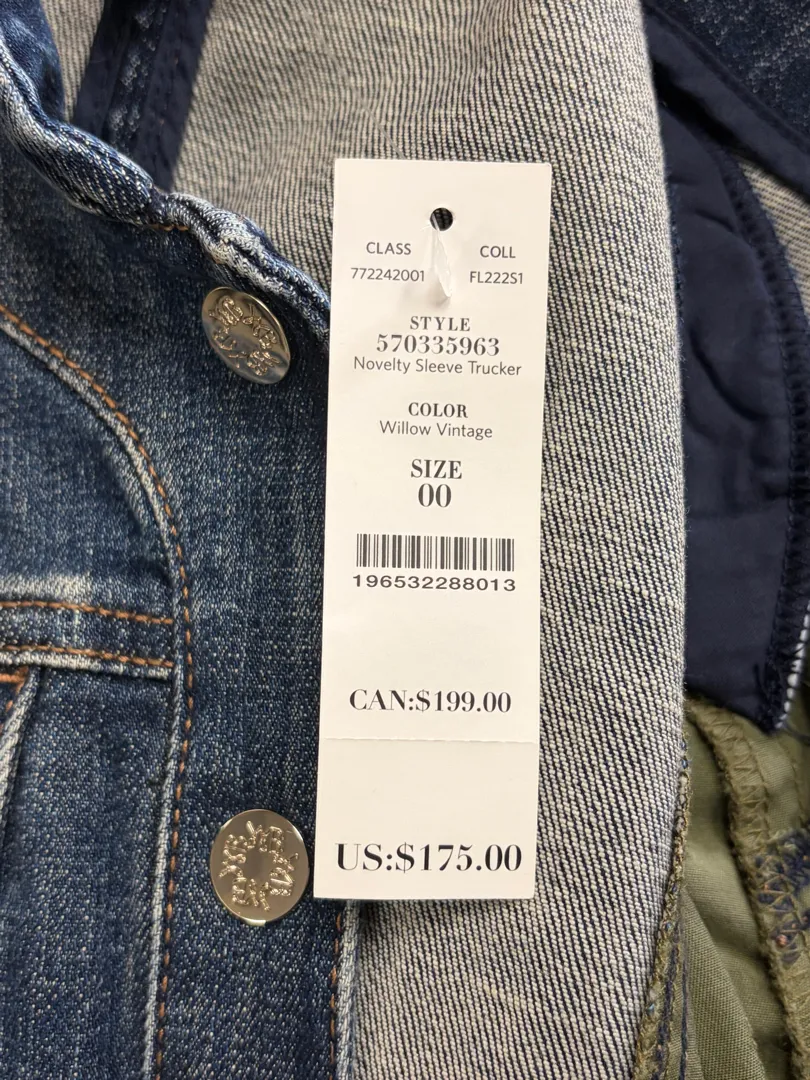 CLASS COLL
772242001 FL222S1
STYLE
570335963
Novelty Sleeve Trucker
COLOR
Willow Vintage
SIZE
00
196532288013
CAN:$199.00
US:$175.00